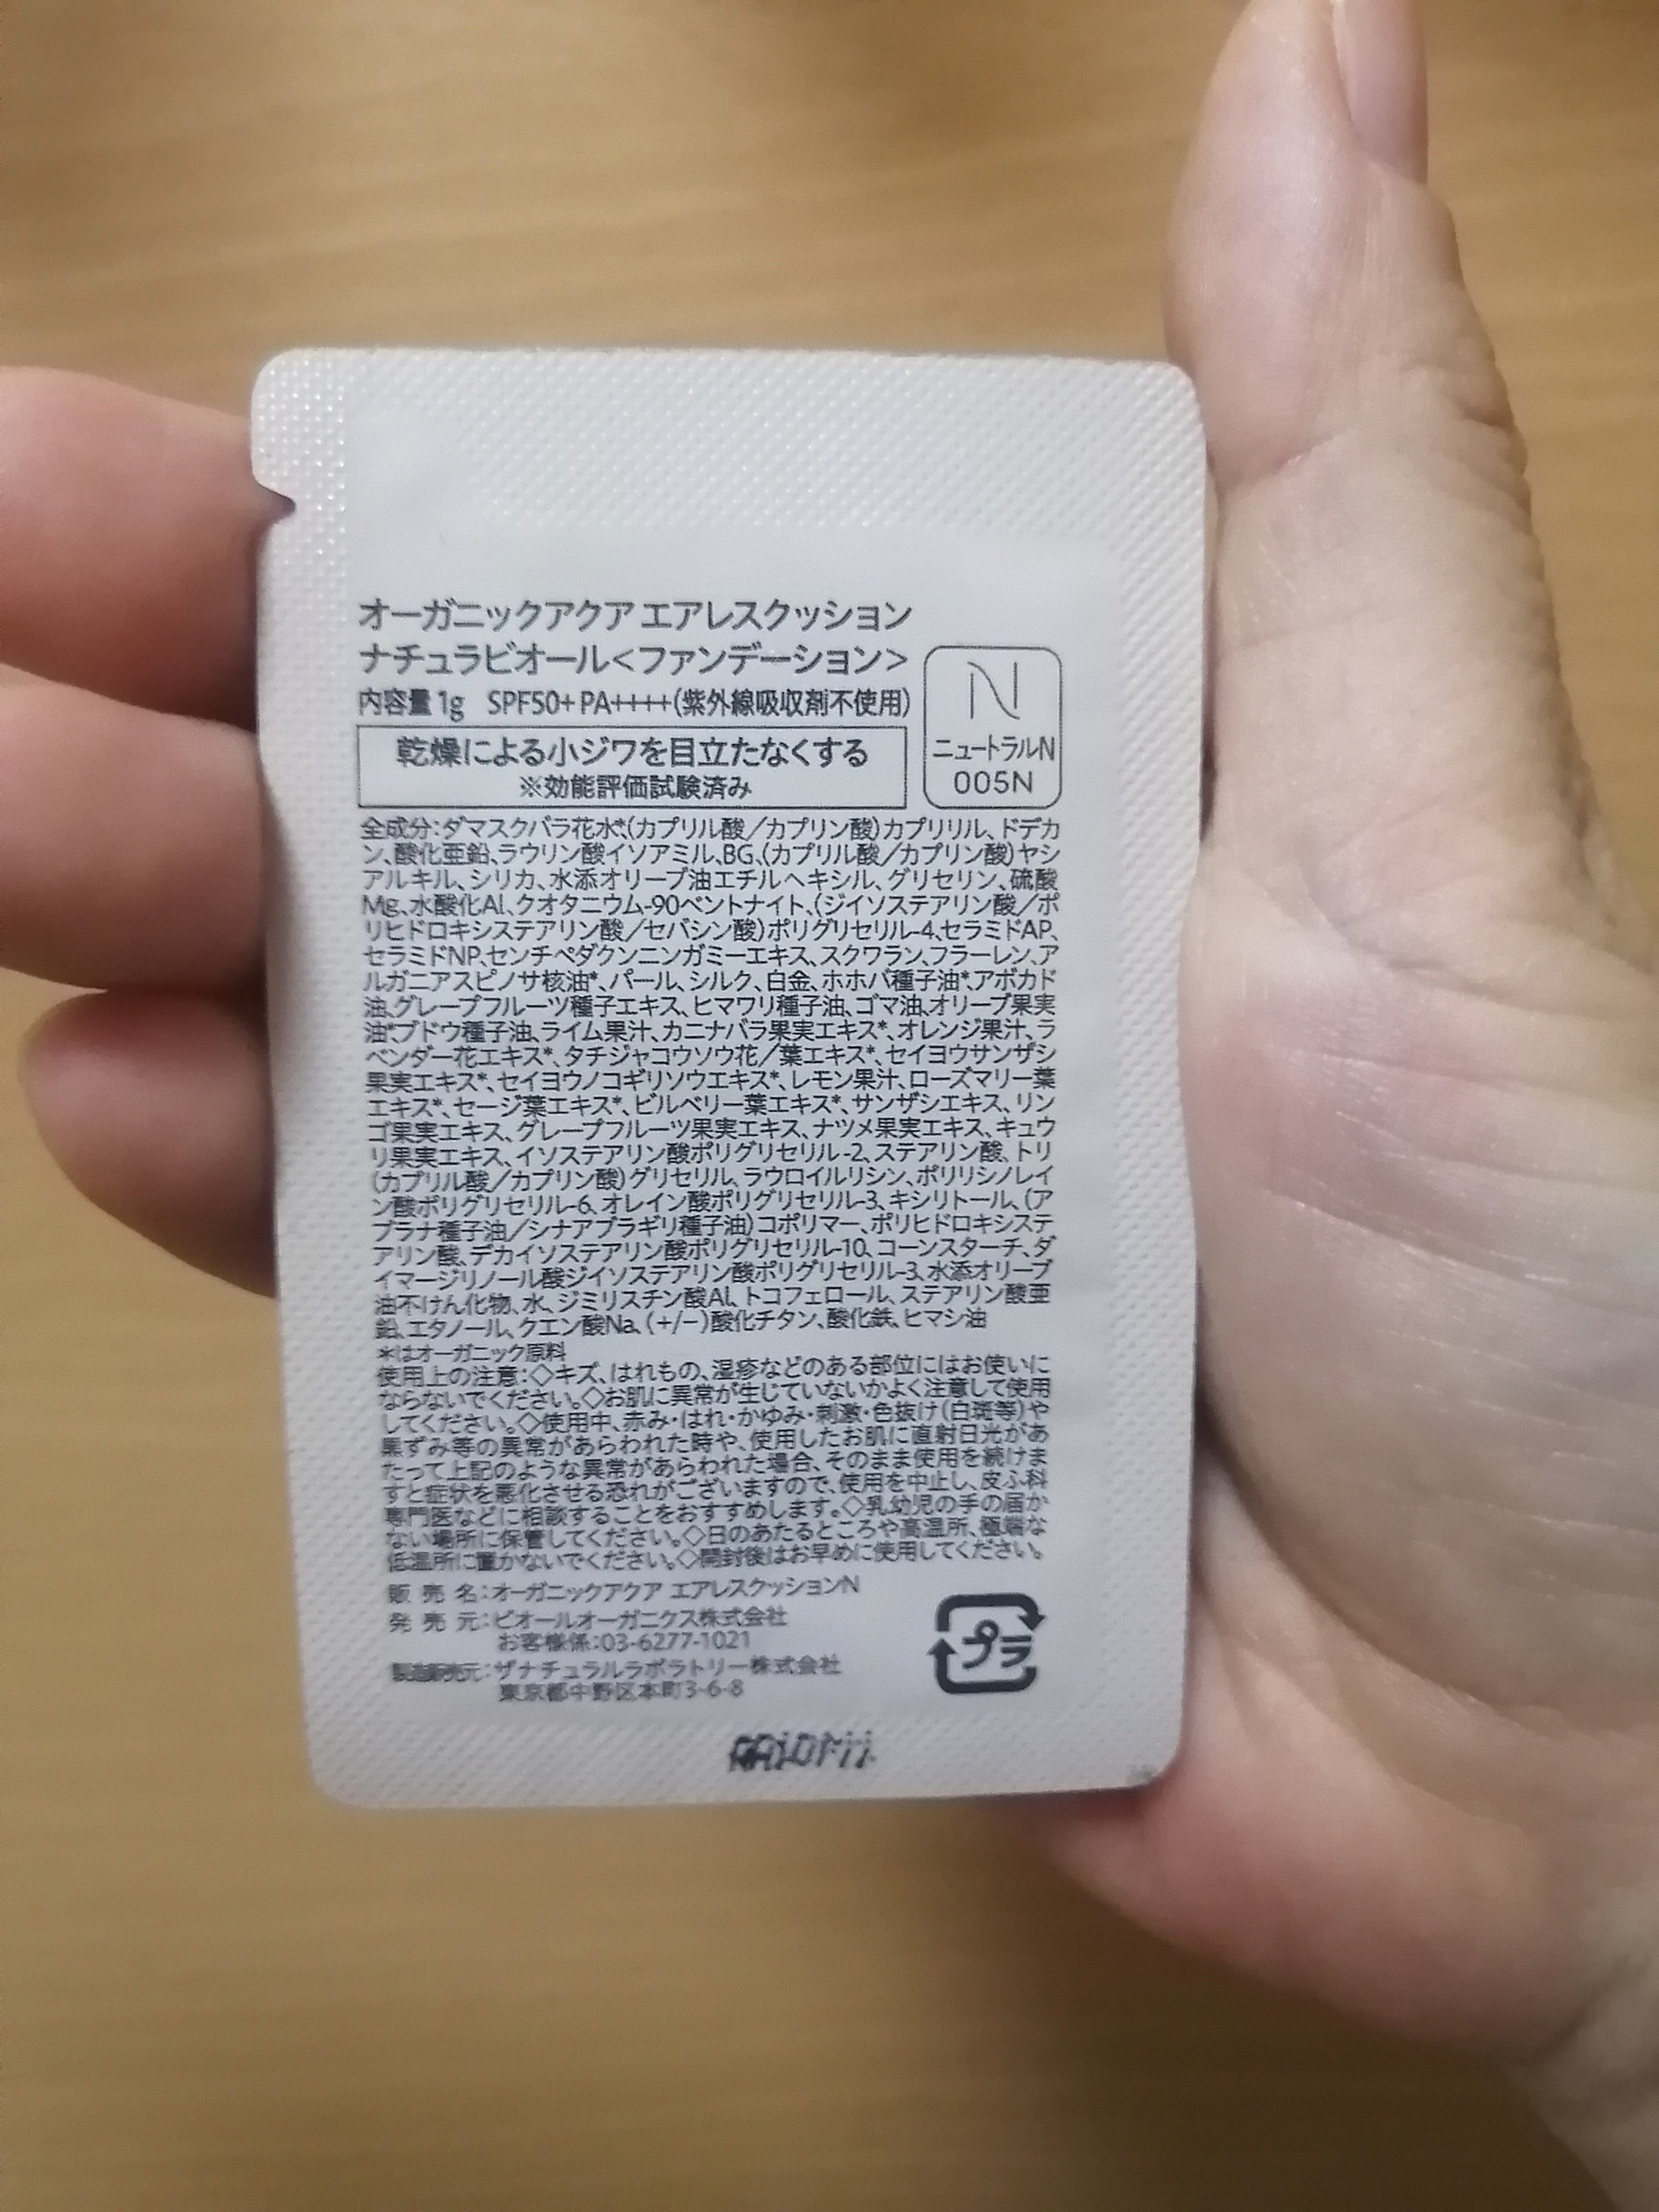 オーガニックアクア エアレスクッション
ナチュラビオール<ファンデーション>
内容量 1g SPF50+ PA++++(紫外線吸収剤不使用)
乾燥による小ジワを目立たなくする
※効能評価試験済み
N
ニュートラルN
005N
全成分:ダマスクバラ花水*、(カプリル酸/カプリン酸)カプリリル、ドデカ
ン、酸化亜鉛、ラウリン酸イソアミル、BG、(カプリル酸/カプリン酸)ヤシ
アルキル、シリカ、水添オリーブ油エチルヘキシル、グリセリン、硫酸
Mg、水酸化Al、クオタニウム-90ベントナイト、(ジイソステアリン酸/ポ
リヒドロキシステアリン酸/セバシン酸)ポリグリセリル-4、セラミドAP、
セラミドNP、センチペダクンニンガミーエキス、スクワラン、フラーレン、ア
ルガニアスピノサ核油*、パール、シルク、白金、ホホバ種子油*、アボカド
油、グレープフルーツ種子エキス、ヒマワリ種子油、ゴマ油、オリーブ果実
油*、ブドウ種子油、ライム果汁、カニナバラ果実エキス*、オレンジ果汁、ラ
ベンダー花エキス*、タチジャコウソウ花/葉エキス*、セイヨウサンザシ
果実エキス*、セイヨウノコギリソウエキス*、レモン果汁、ローズマリー葉
エキス*、セージ葉エキス*、ビルベリー葉エキス*、サンザシエキス、リン
ゴ果実エキス、グレープフルーツ果実エキス、ナツメ果実エキス、キュウ
リ果実エキス、イソステアリン酸ポリグリセリル-2、ステアリン酸、トリ
(カプリル酸/カプリン酸)グリセリル、ラウロイルリシン、ポリリシノレイ
ン酸ポリグリセリル-6、オレイン酸ポリグリセリル-3、キシリトール、(ア
ブラナ種子油/シナアブラギリ種子油)コポリマー、ポリヒドロキシステ
アリン酸、デカイソステアリン酸ポリグリセリル-10、コーンスターチ、ダ
イマージリノール酸ジイソステアリン酸ポリグリセリル-3、水添オリーブ
油不けん化物、水、ジミリスチン酸Al、トコフェロール、ステアリン酸亜
鉛、エタノール、クエン酸Na、(+/-)酸化チタン、酸化鉄、ヒマシ油
*はオーガニック原料
使用上の注意:◇キズ、はれもの、湿疹などのある部位にはお使いに
ならないでください。◇お肌に異常が生じていないかよく注意して使用
してください。◇使用中、赤み・はれ・かゆみ・刺激・色抜け(白斑等)や
黒ずみ等の異常があらわれた時や、使用したお肌に直射日光があ
たって上記のような異常があらわれた場合、そのまま使用を続けま
すと症状を悪化させる恐れがございますので、使用を中止し、皮ふ科
専門医などに相談することをおすすめします。◇乳幼児の手の届か
ない場所に保管してください。◇日のあたるところや高温所、極端な
低温所に置かないでください。◇開封後はお早めに使用してください。
販 売 名:オーガニックアクア エアレスクッションN
発 売 元:ビオールオーガニクス株式会社
お客様係:03-6277-1021
製造販売元:ザナチュラルラボラトリー株式会社
東京都中野区本町3-6-8
プラ